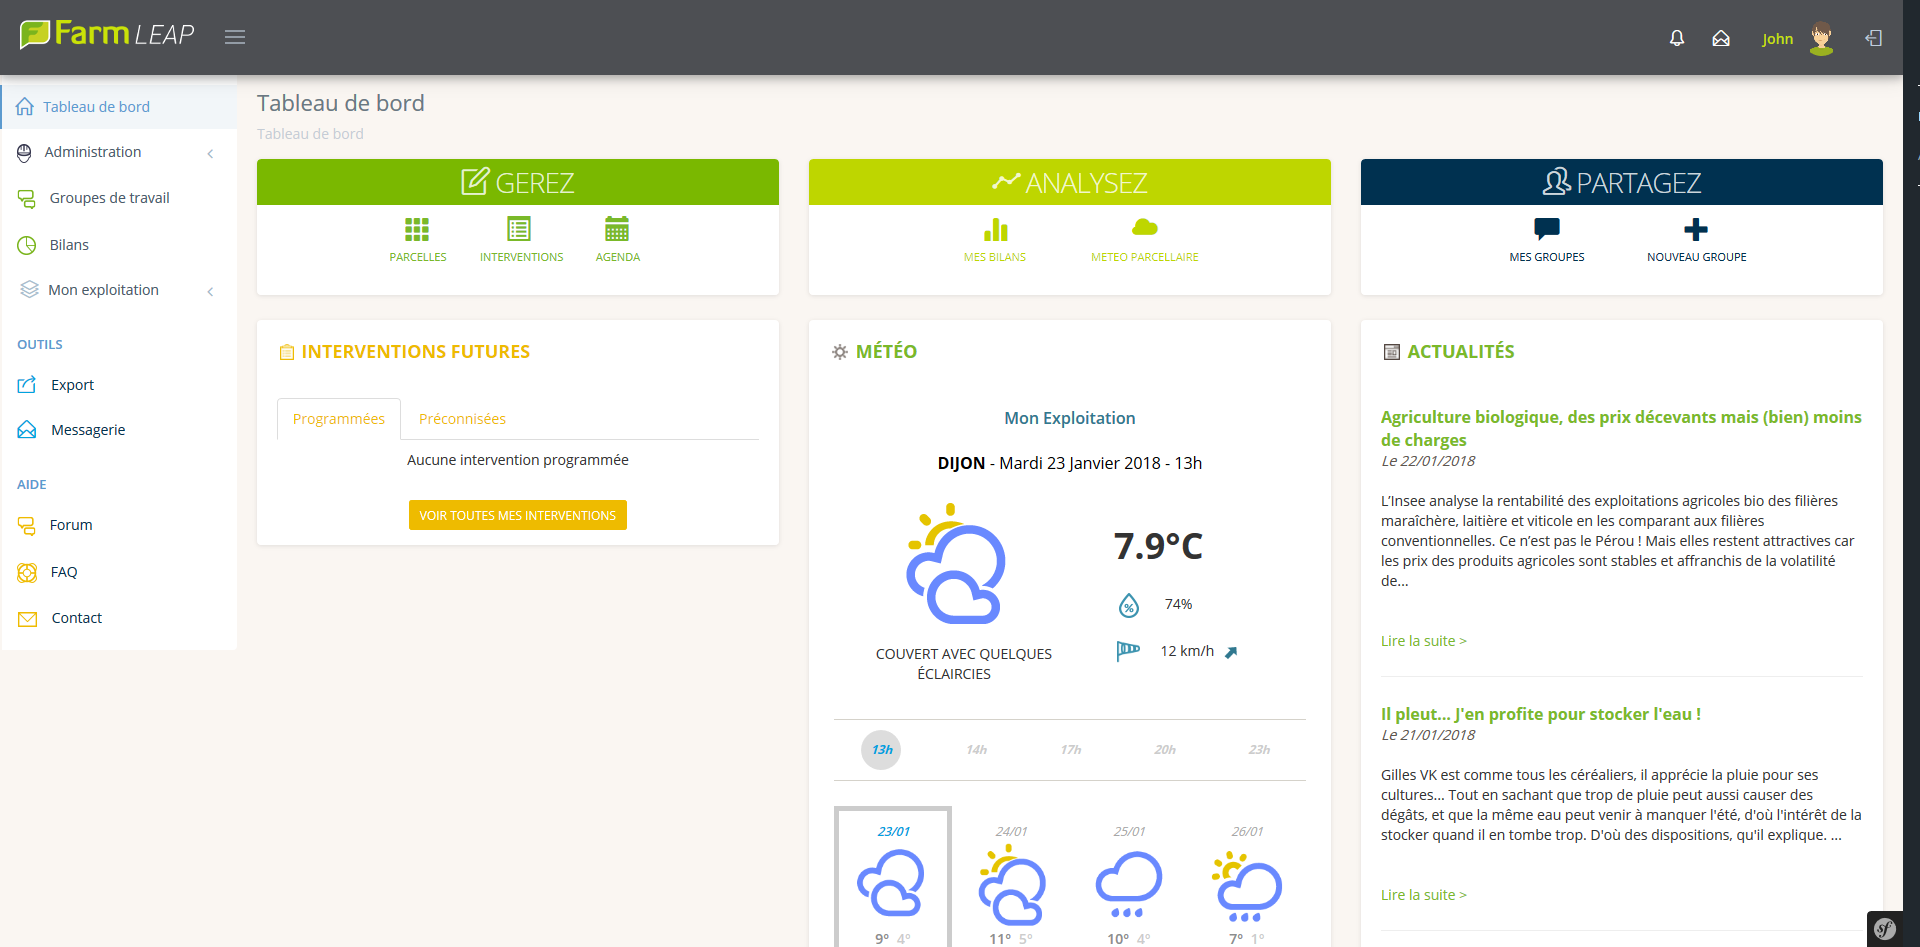 Farm LEAP
John
Tableau de bord
Administration
Groupes de travail
Bilans
Mon exploitation
OUTILS
Export
Messagerie
AIDE
Forum
FAQ
Contact
Tableau de bord
Tableau de bord
GEREZ
PARCELLES
INTERVENTIONS
AGENDA
ANALYSEZ
MES BILANS
METEO PARCELLAIRE
PARTAGEZ
MES GROUPES
NOUVEAU GROUPE
INTERVENTIONS FUTURES
Programmées
Préconnisées
Aucune intervention programmée
VOIR TOUTES MES INTERVENTIONS
MÉTÉO
Mon Exploitation
DIJON - Mardi 23 Janvier 2018 - 13h
7.9°C
%
74%
12 km/h
COUVERT AVEC QUELQUES
ÉCLAIRCIES
13h 14h 17h 20h 23h
23/01 24/01 25/01 26/01
9° 4° 11° 5° 10° 4° 7° 1°
ACTUALITÉS
Agriculture biologique, des prix décevants mais (bien) moins
de charges
Le 22/01/2018
L'Insee analyse la rentabilité des exploitations agricoles bio des filières
maraîchère, laitière et viticole en les comparant aux filières
conventionnelles. Ce n'est pas le Pérou ! Mais elles restent attractives car
les prix des produits agricoles sont stables et affranchis de la volatilité
de...
Lire la suite >
Il pleut... J'en profite pour stocker l'eau !
Le 21/01/2018
Gilles VK est comme tous les céréaliers, il apprécie la pluie pour ses
cultures... Tout en sachant que trop de pluie peut aussi causer des
dégâts, et que la même eau peut venir à manquer l'été, d'où l'intérêt de la
stocker quand il en tombe trop. D'où des dispositions, qu'il explique. ...
Lire la suite >
sf